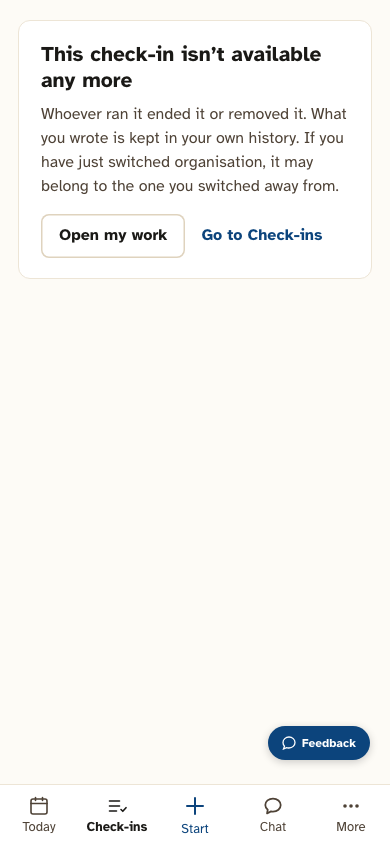 This check-in isn’t available
any more
Whoever ran it ended it or removed it. What
you wrote is kept in your own history. If you
have just switched organisation, it may
belong to the one you switched away from.
Open my work
Go to Check-ins
Feedback
Today
Check-ins
Start
Chat
More